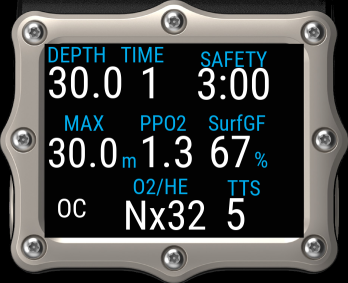 DEPTH TIME SAFETY
30.0 1 3:00
MAX PPO2 SurfGF
30.0m 1.3 67%
O2/HE TTS
OC Nx32 5